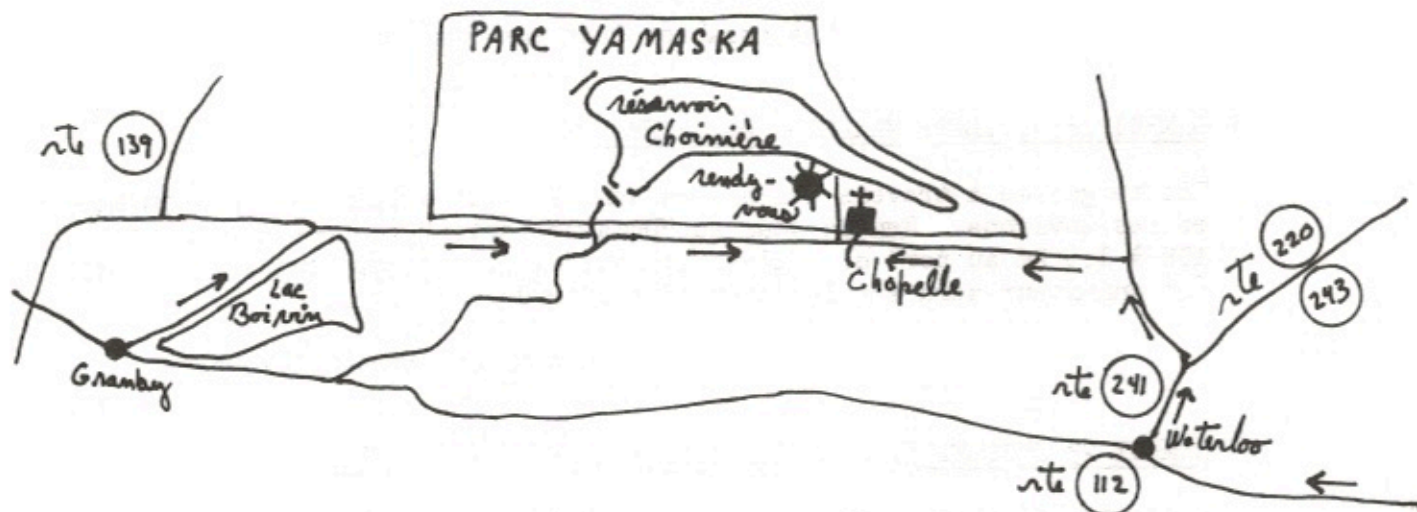 PARC YAMASKA
réservoir
Choinière
rendez-
vous
rte 139
Chapelle
rte 220
243
Lac
Boivin
Granby
rte 241
Waterloo
rte 112